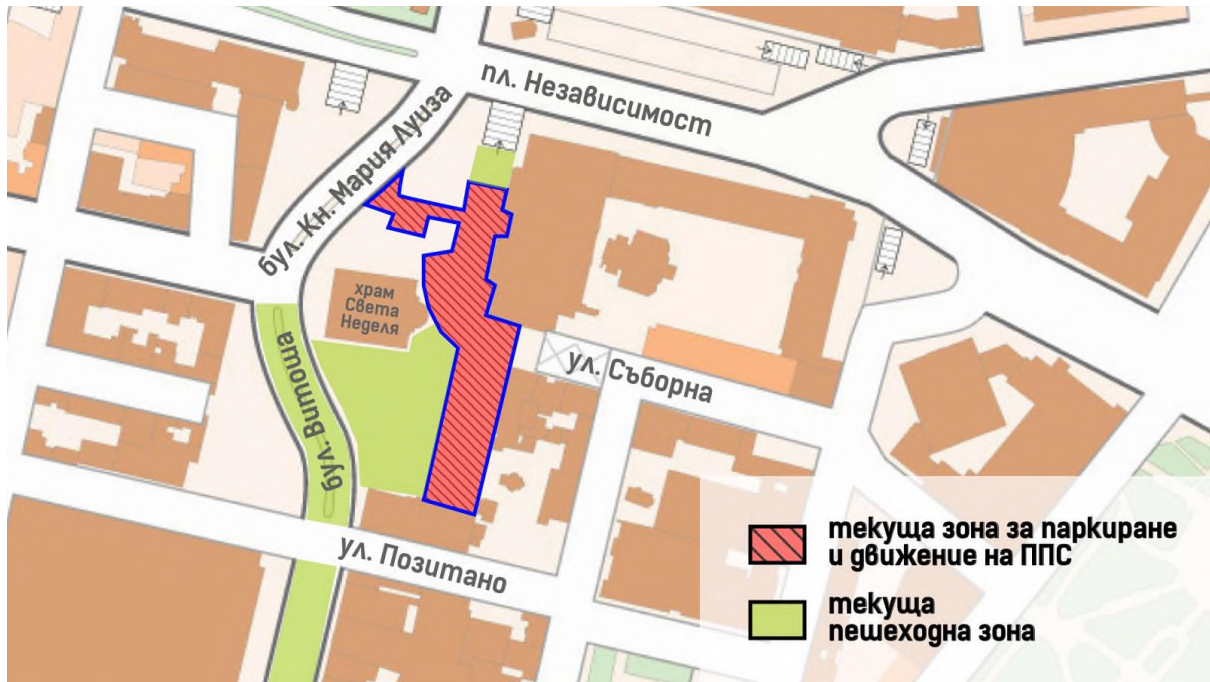 пл. Независимост
бул. Кн. Мария Луиза
храм
Света
Неделя
ул. Съборна
бул. Витоша
ул. Позитано
текуща зона за паркиране
и движение на ППС
текуща
пешеходна зона